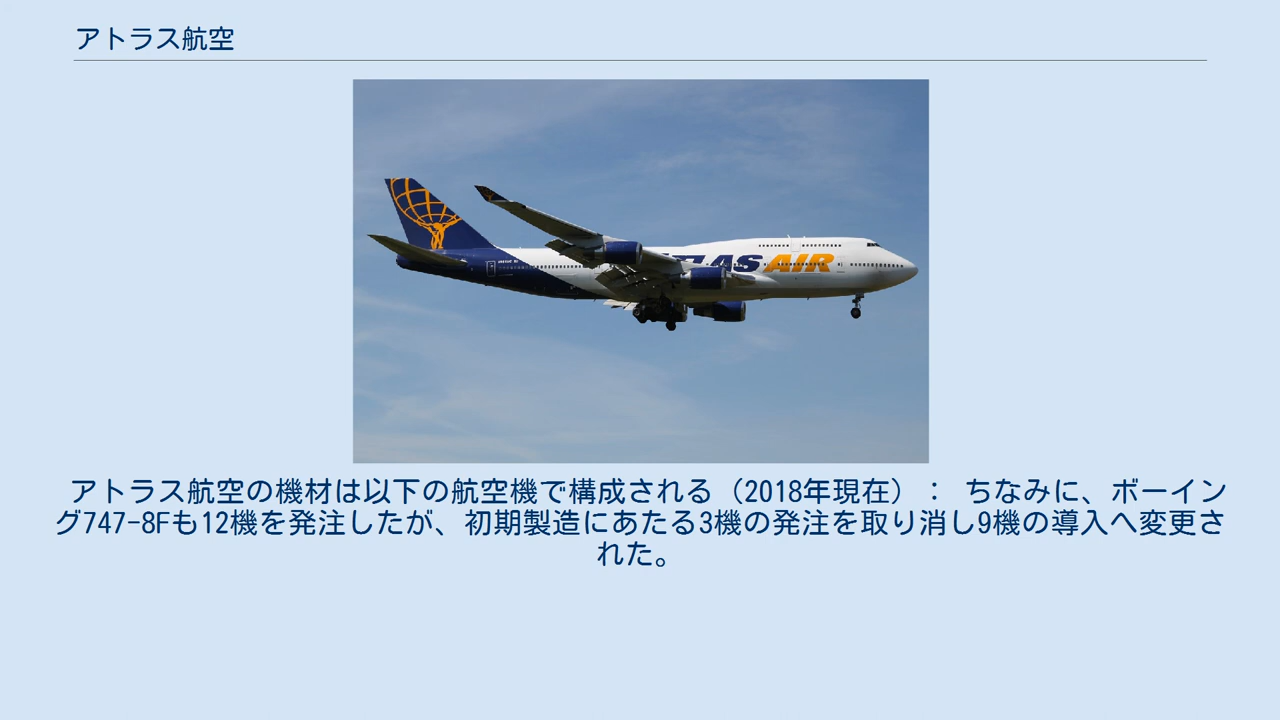 アトラス航空
ATLAS AIR
アトラス航空の機材は以下の航空機で構成される（2018年現在）： ちなみに、ボーイン
グ747-8Fも12機を発注したが、初期製造にあたる3機の発注を取り消し9機の導入へ変更さ
れた。